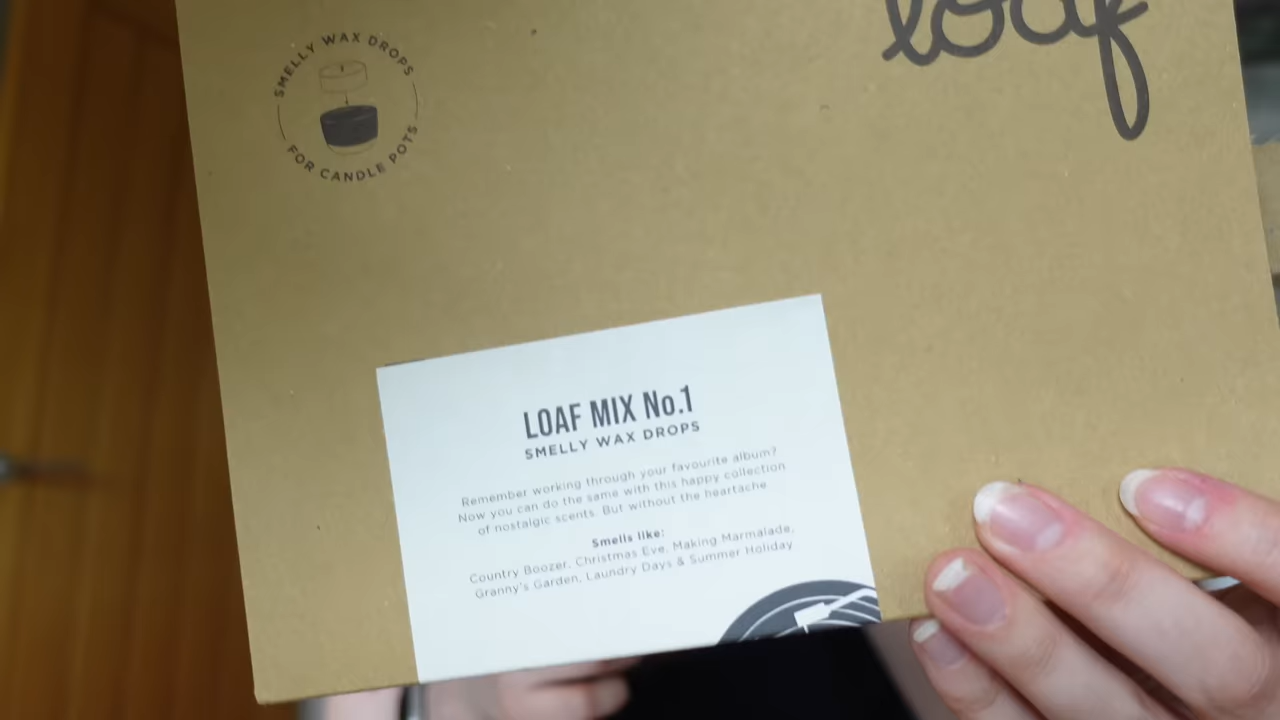 loaf
SMELLY WAX DROPS
FOR CANDLE POTS
LOAF MIX No.1
SMELLY WAX DROPS
Remember working through your favourite album?
Now you can do the same with this happy collection
of nostalgic scents. But without the heartache
Smells like:
Country Boozer, Christmas Eve, Making Marmalade,
Granny's Garden, Laundry Days & Summer Holiday